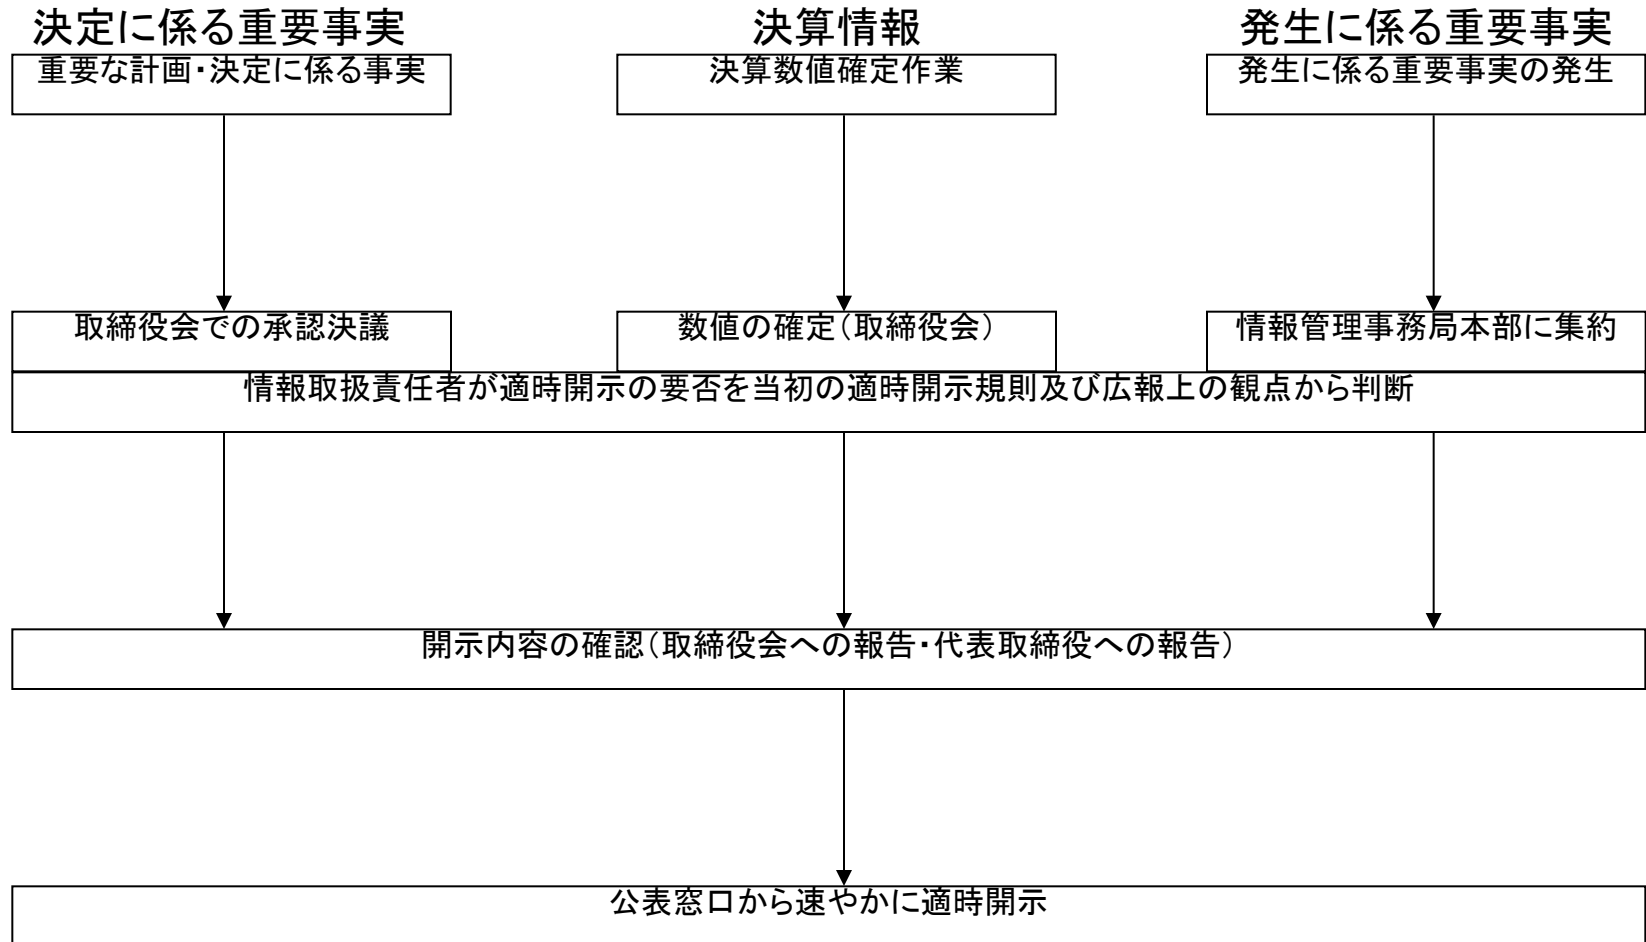 決定に係る重要事実
決算情報
発生に係る重要事実
重要な計画・決定に係る事実
決算数値確定作業
発生に係る重要事実の発生
取締役会での承認決議
数値の確定(取締役会)
情報管理事務局本部に集約
情報取扱責任者が適時開示の要否を当初の適時開示規則及び広報上の観点から判断
開示内容の確認(取締役会への報告・代表取締役への報告)
公表窓口から速やかに適時開示